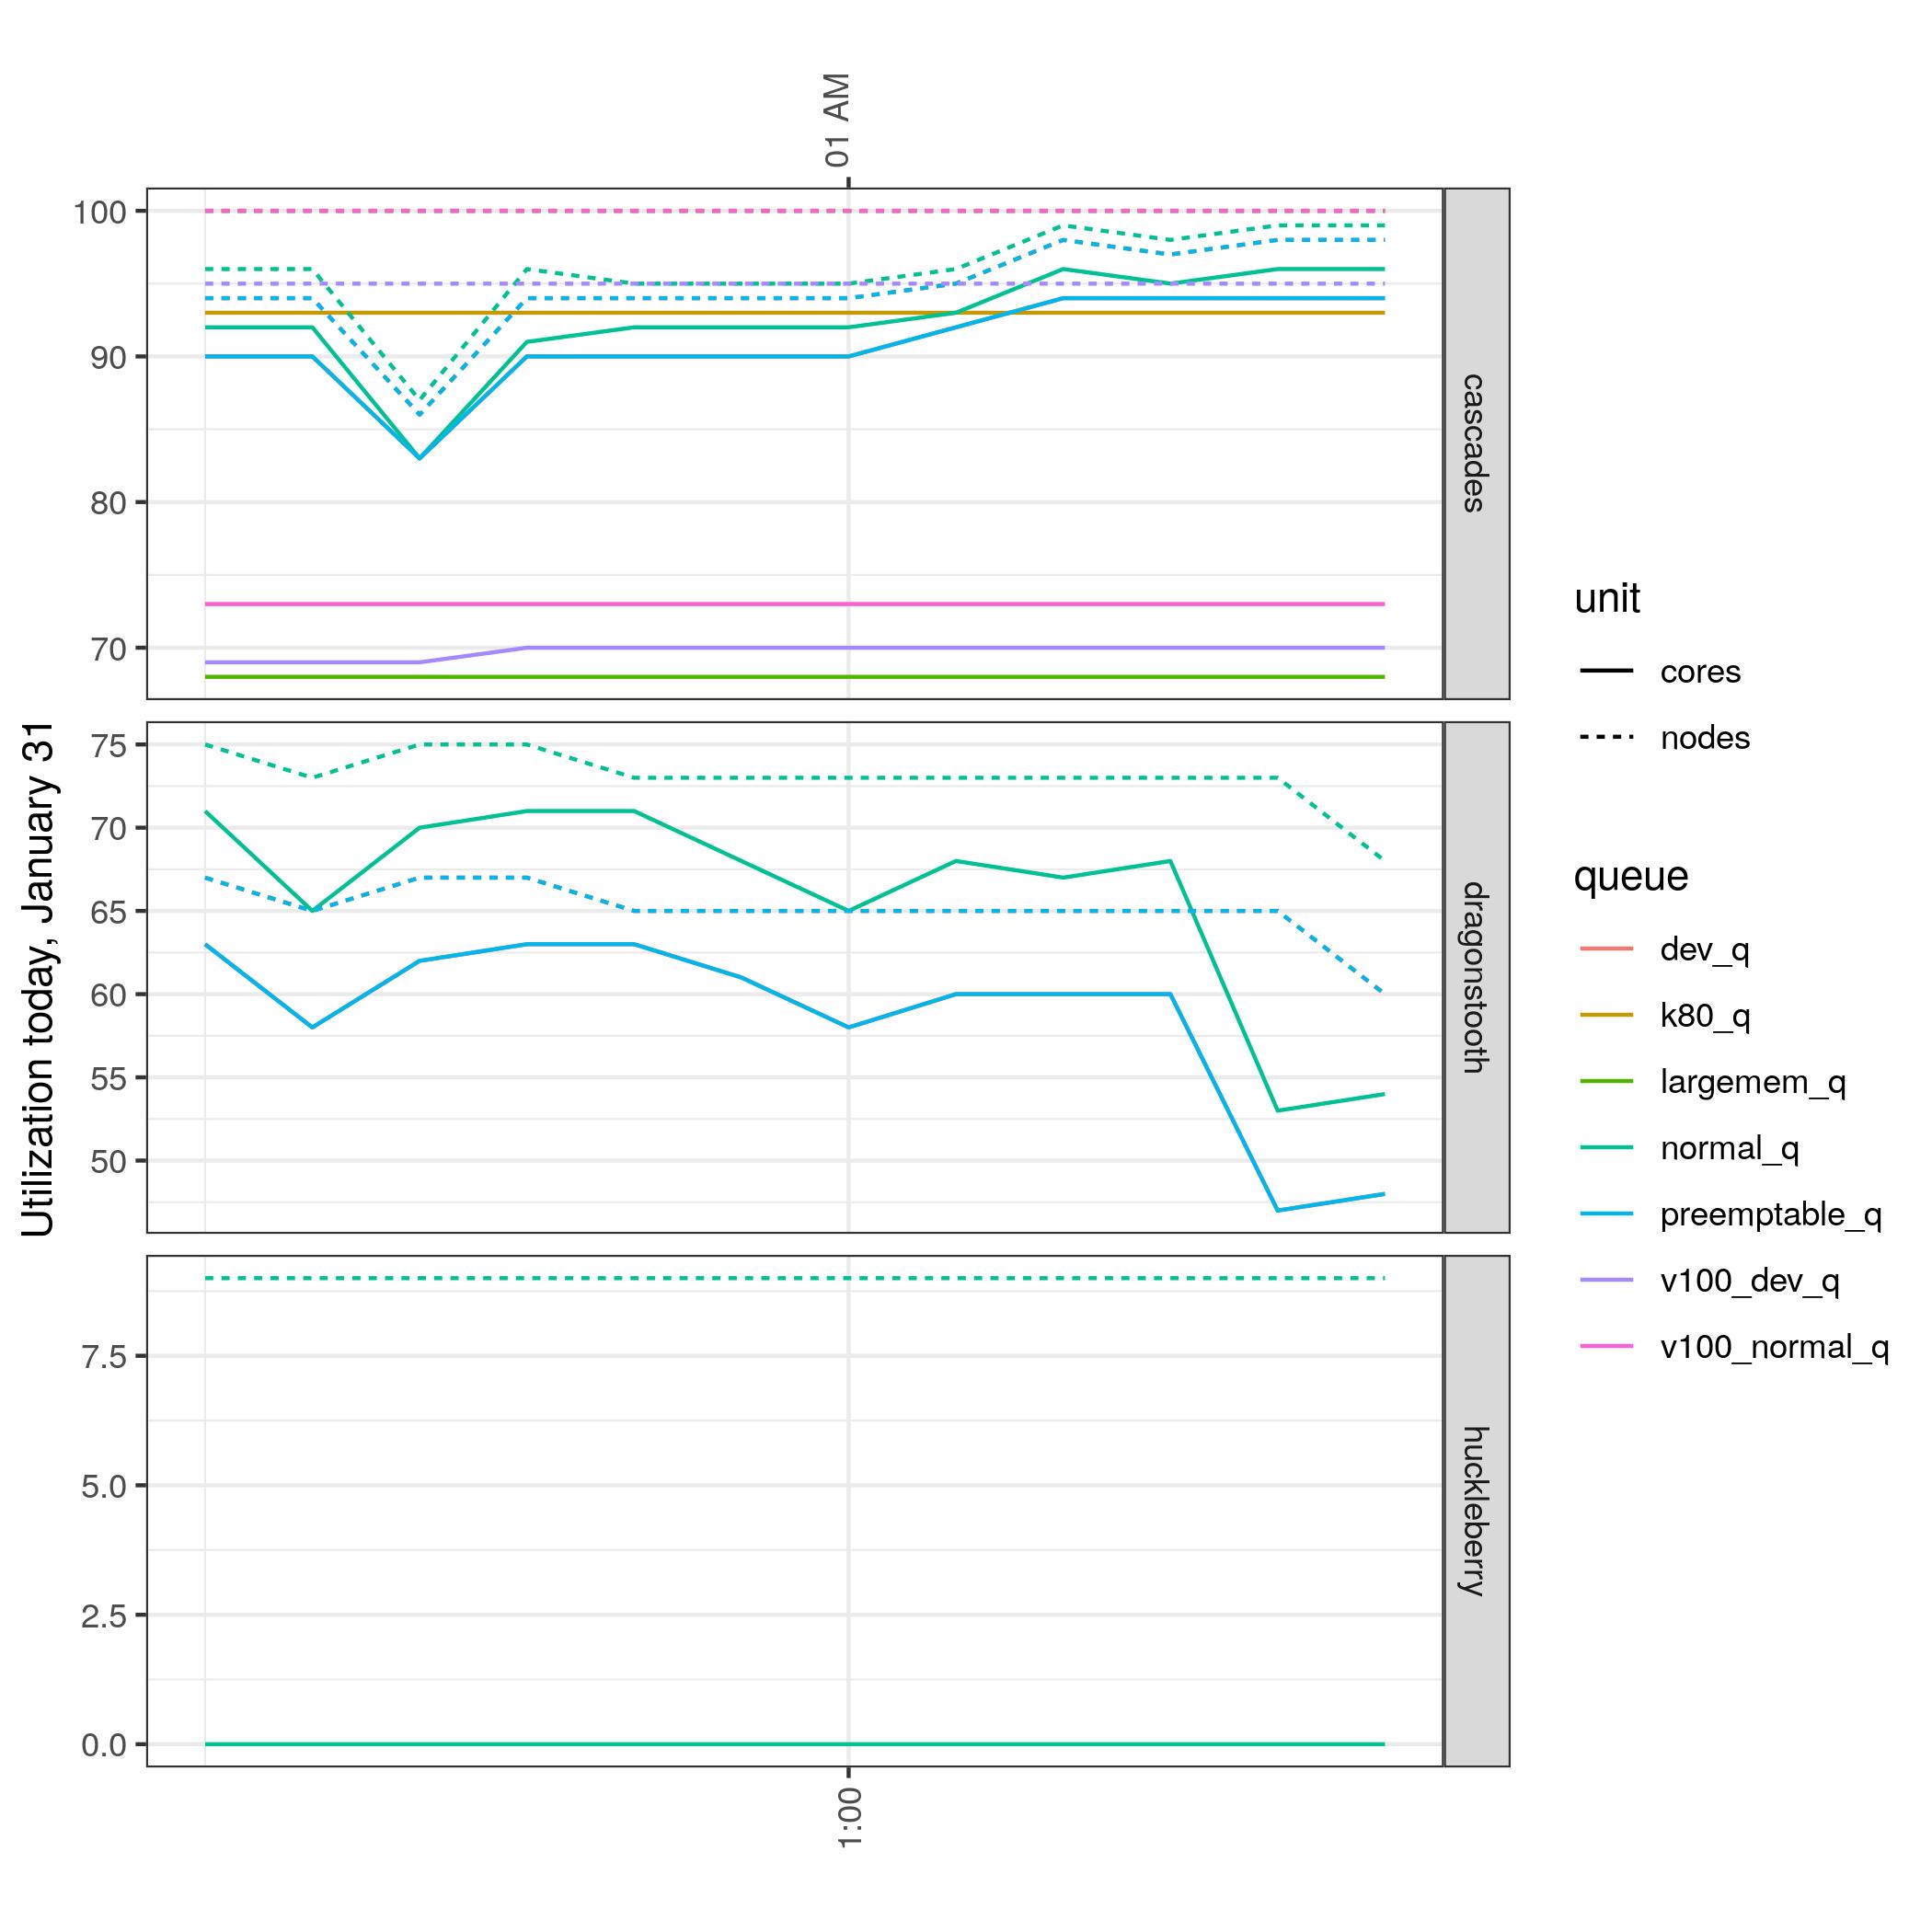 01 AM
100
90
80
70
cascades
75
70
65
60
55
50
dragonstooth
7.5
5.0
2.5
0.0
huckleberry
1:00
Utilization today, January 31
unit
cores
nodes
queue
dev_q
k80_q
largemem_q
normal_q
preemptable_q
v100_dev_q
v100_normal_q